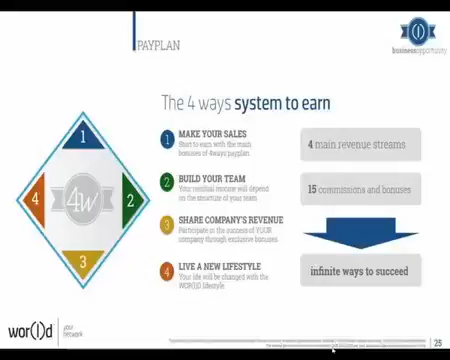 PAYPLAN
business opportunity
The 4 ways system to earn
1
MAKE YOUR SALES
Start to earn with the main
bonuses of 4ways payplan.
2
BUILD YOUR TEAM
Your residual income will depend
on the structure of your team
3
SHARE COMPANY'S REVENUE
Participate in the success of YOUR
company through exclusive bonuses
4
LIVE A NEW LIFESTYLE
Your life will be changed with the
WOR(I)D lifestyle
4 main revenue streams
15 commissions and bonuses
infinite ways to succeed
1
4
4W
2
3
wor(l)d
your
network
25